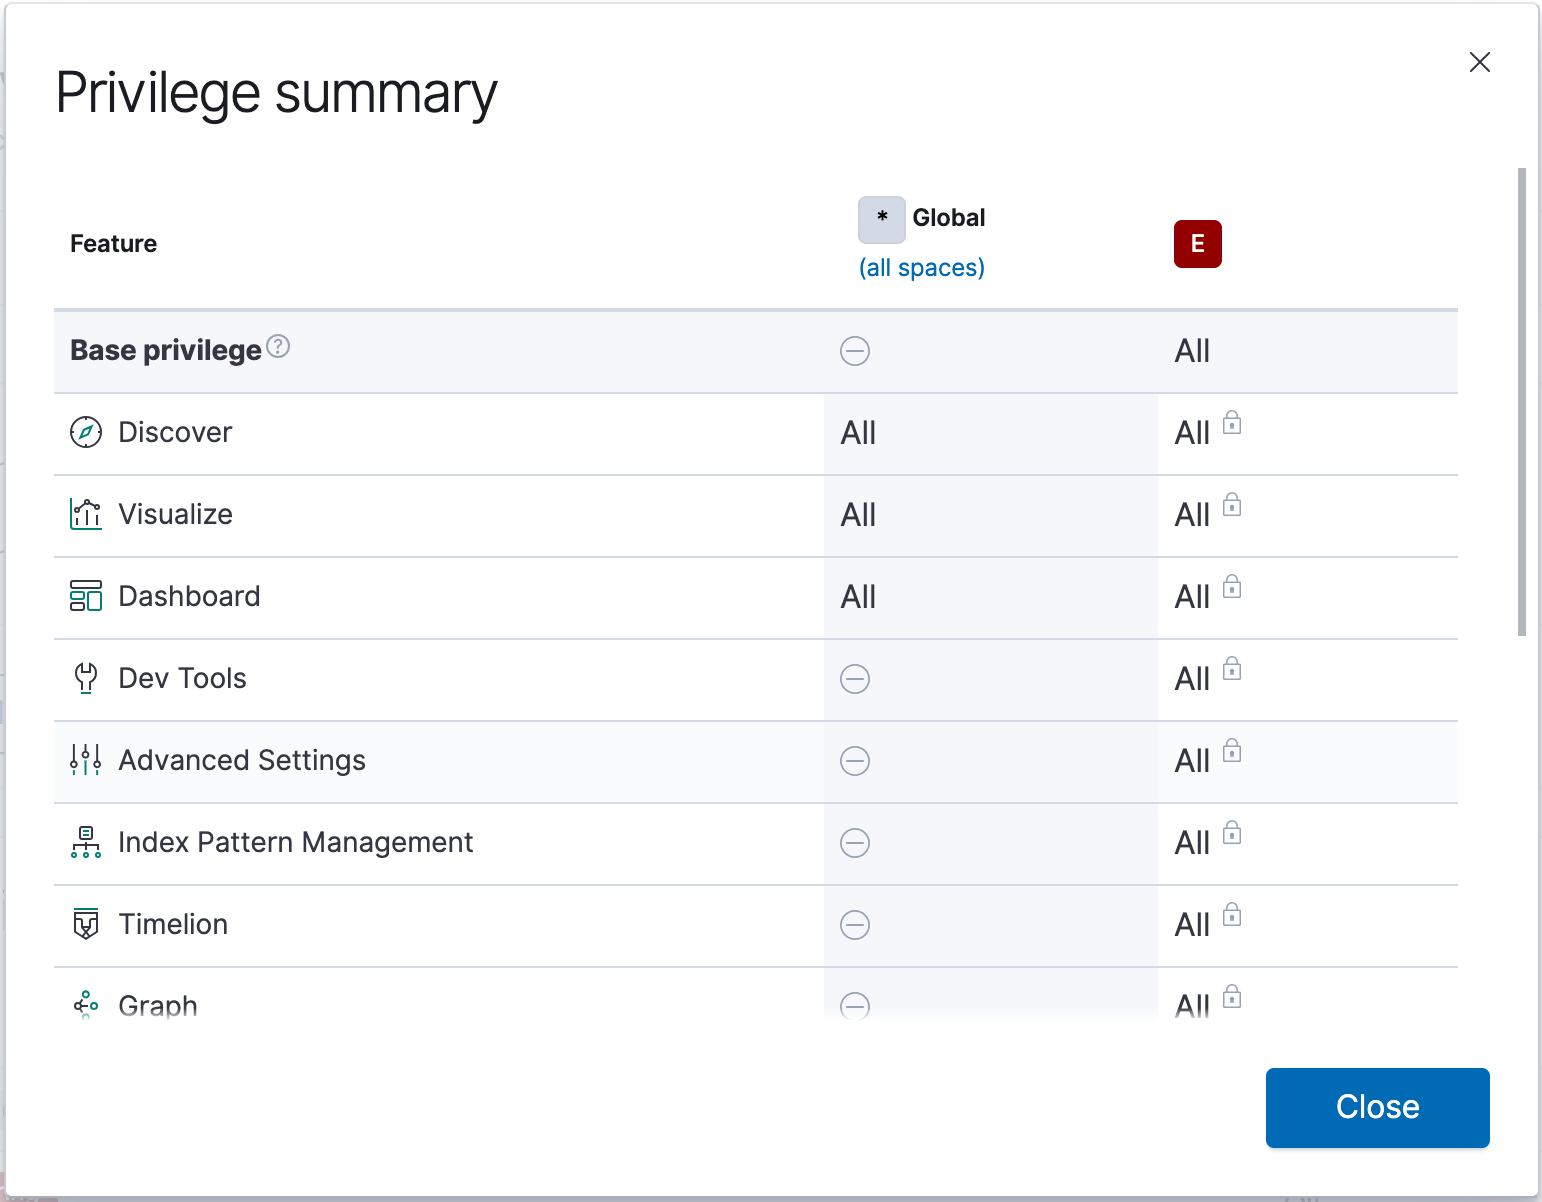 Privilege summary
Feature
* Global
(all spaces)
E
Base privilege ?
All
Discover
All
All
Visualize
All
All
Dashboard
All
All
Dev Tools
All
Advanced Settings
All
Index Pattern Management
All
Timelion
All
Graph
All
Close